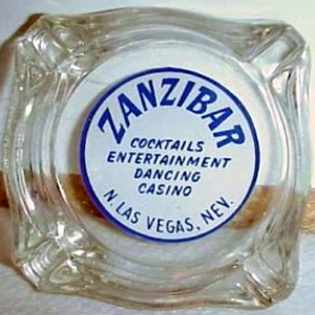 ZANZIBAR
COCKTAILS
ENTERTAINMENT
DANCING
CASINO
N. LAS VEGAS, NEV.